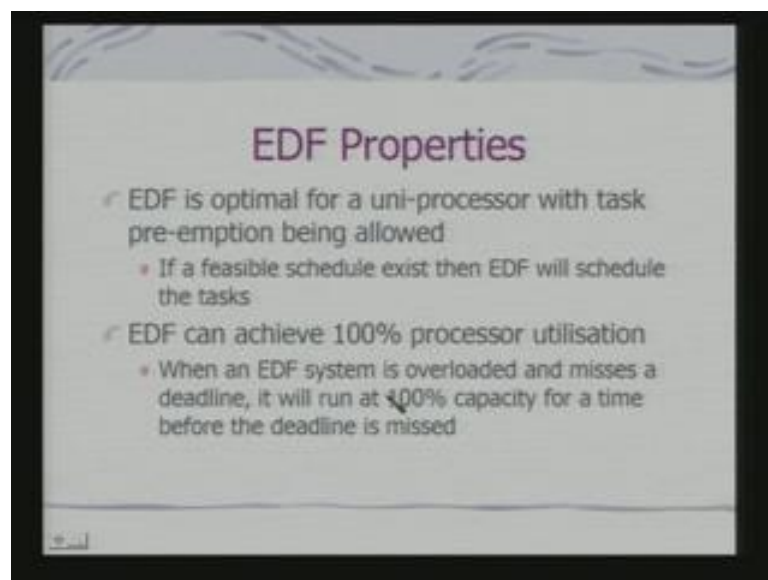 EDF Properties
EDF is optimal for a uni-processor with task
pre-emption being allowed
If a feasible schedule exist then EDF will schedule
the tasks
EDF can achieve 100% processor utilisation
When an EDF system is overloaded and misses a
deadline, it will run at 100% capacity for a time
before the deadline is missed